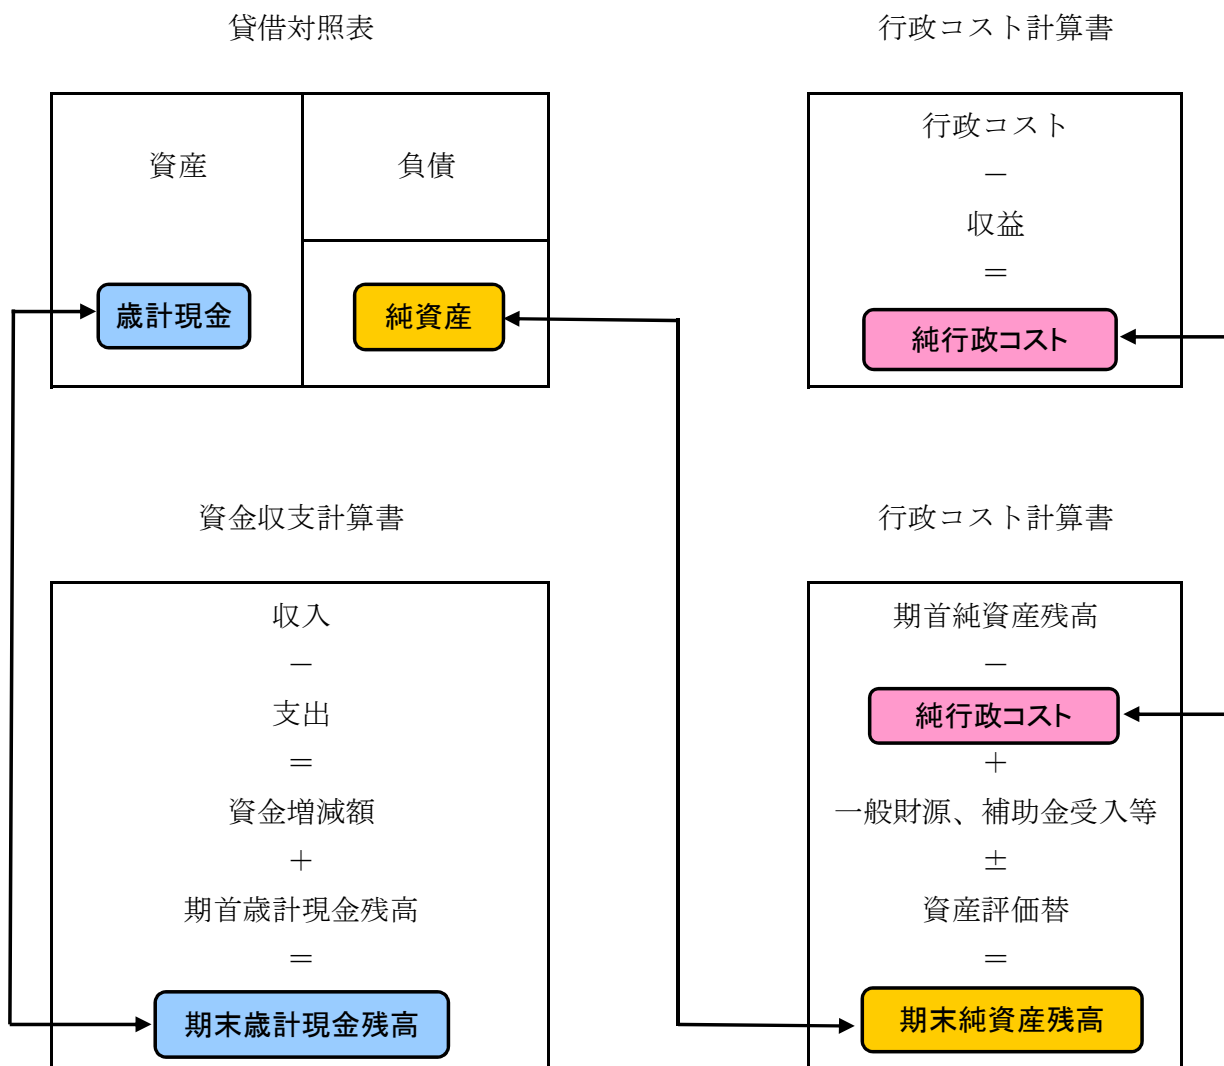 貸借対照表
行政コスト計算書
資産
負債
歳計現金
純資産
行政コスト
－
収益
＝
純行政コスト
資金収支計算書
行政コスト計算書
収入
－
支出
＝
資金増減額
＋
期首歳計現金残高
＝
期末歳計現金残高
期首純資産残高
－
純行政コスト
＋
一般財源、補助金受入等
±
資産評価替
＝
期末純資産残高